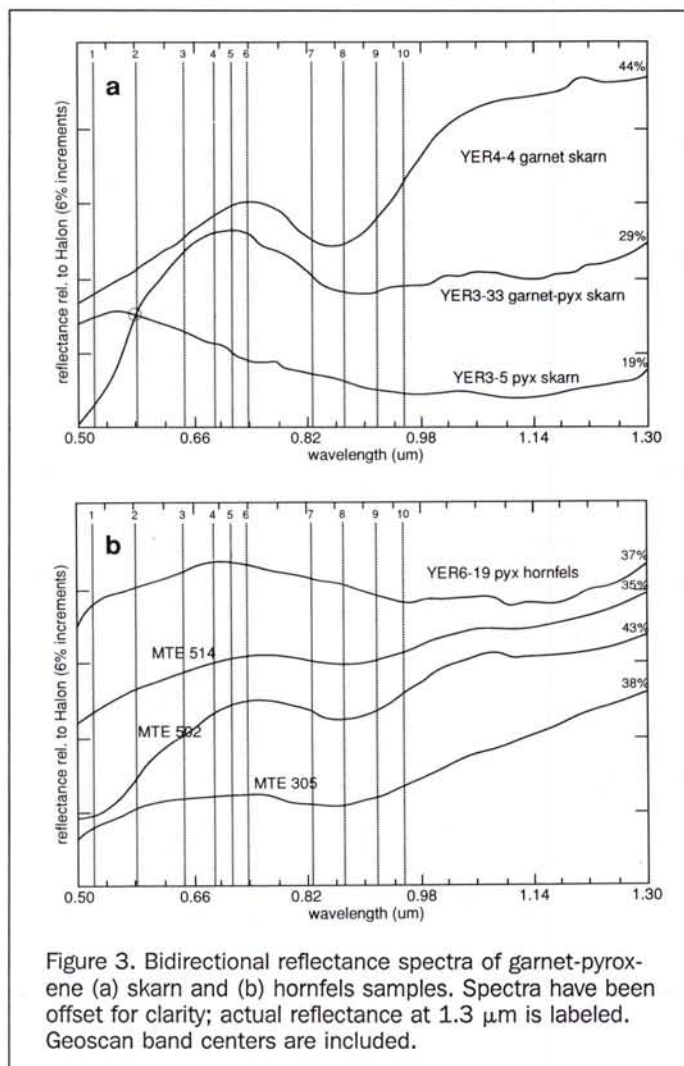 1 2 3 4 5 6 7 8 9 10
a
44%
YER4-4 garnet skarn
29%
YER3-33 garnet-pyx skarn
19%
YER3-5 pyx skarn
reflectance rel. to Halon (6% increments)
0.50 0.66 0.82 0.98 1.14 1.30
wavelength (um)
1 2 3 4 5 6 7 8 9 10
b
37%
YER6-19 pyx hornfels
35%
MTE 514
43%
MTE 502
38%
MTE 305
reflectance rel. to Halon (6% increments)
0.50 0.66 0.82 0.98 1.14 1.30
wavelength (um)
Figure 3. Bidirectional reflectance spectra of garnet-pyrox-
ene (a) skarn and (b) hornfels samples. Spectra have been
offset for clarity; actual reflectance at 1.3 μm is labeled.
Geoscan band centers are included.